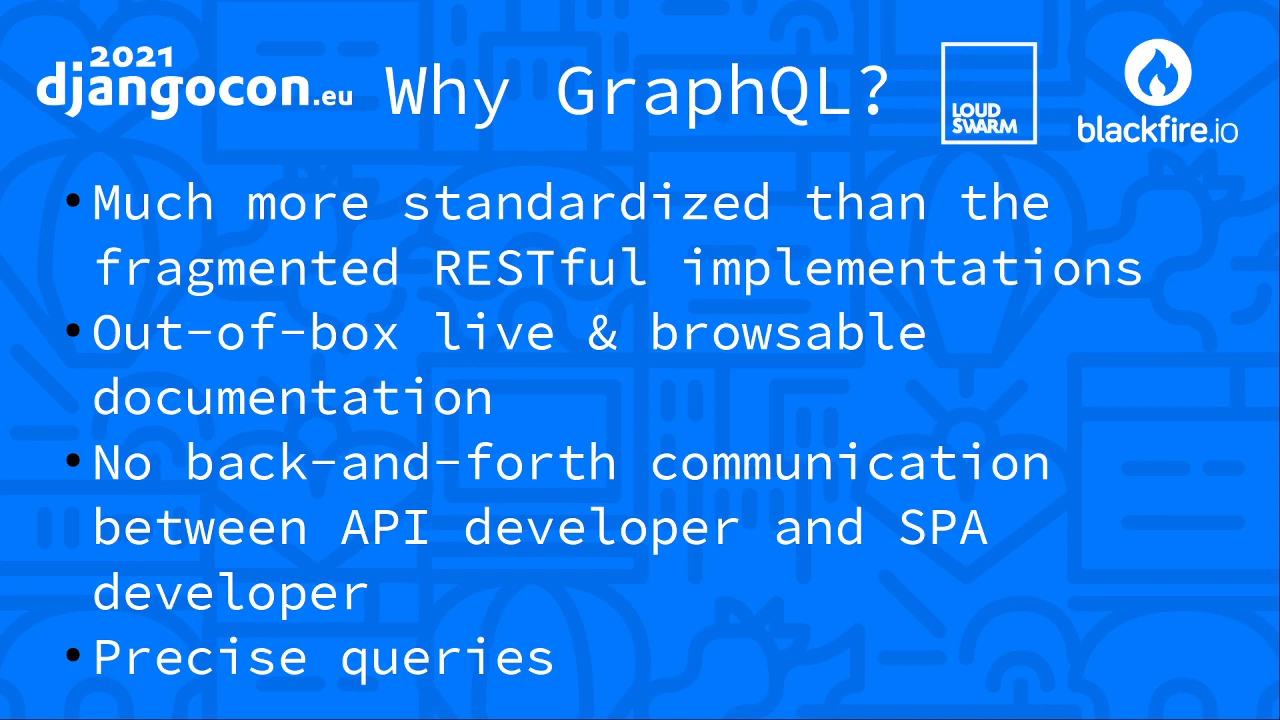 2021
djangocon.eu
Why GraphQL?
LOUD
SWARM
blackfire.io
• Much more standardized than the
fragmented RESTful implementations
• Out-of-box live & browsable
documentation
• No back-and-forth communication
between API developer and SPA
developer
• Precise queries